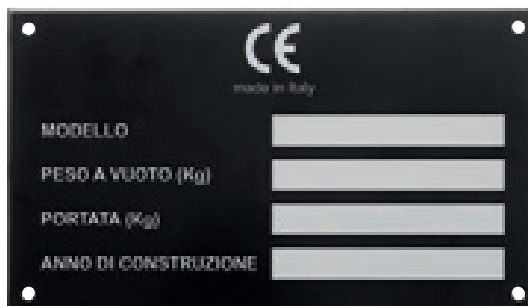 CE
made in Italy
MODELLO
PESO A VUOTO (Kg)
PORTATA (Kg)
ANNO DI CONSTRUZIONE